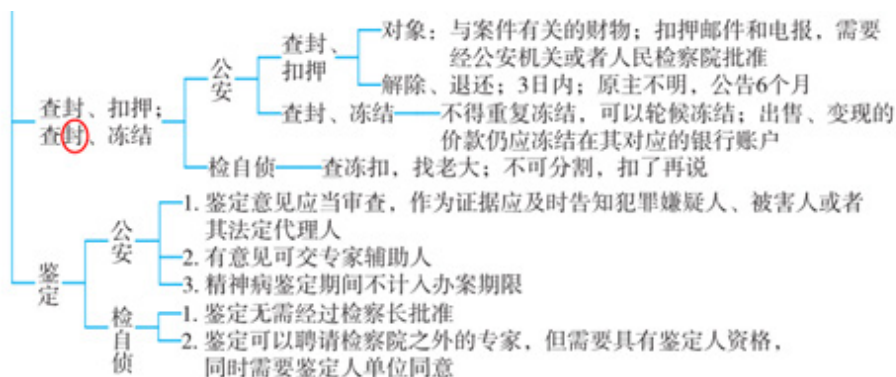 查封、扣押；
查封、冻结
公安
查封、
扣押
对象：与案件有关的财物；扣押邮件和电报，需要
经公安机关或者人民检察院批准
解除、退还；3日内；原主不明，公告6个月
查封、冻结
不得重复冻结，可以轮候冻结；出售、变现的
价款仍应冻结在其对应的银行账户
检自侦
查冻扣，找老大；不可分割，扣了再说
鉴定
公安
1. 鉴定意见应当审查，作为证据应及时告知犯罪嫌疑人、被害人或者
其法定代理人
2. 有意见可交专家辅助人
3. 精神病鉴定期间不计入办案期限
检自侦
1. 鉴定无需经过检察长批准
2. 鉴定可以聘请检察院之外的专家，但需要具有鉴定人资格，
同时需要鉴定人单位同意